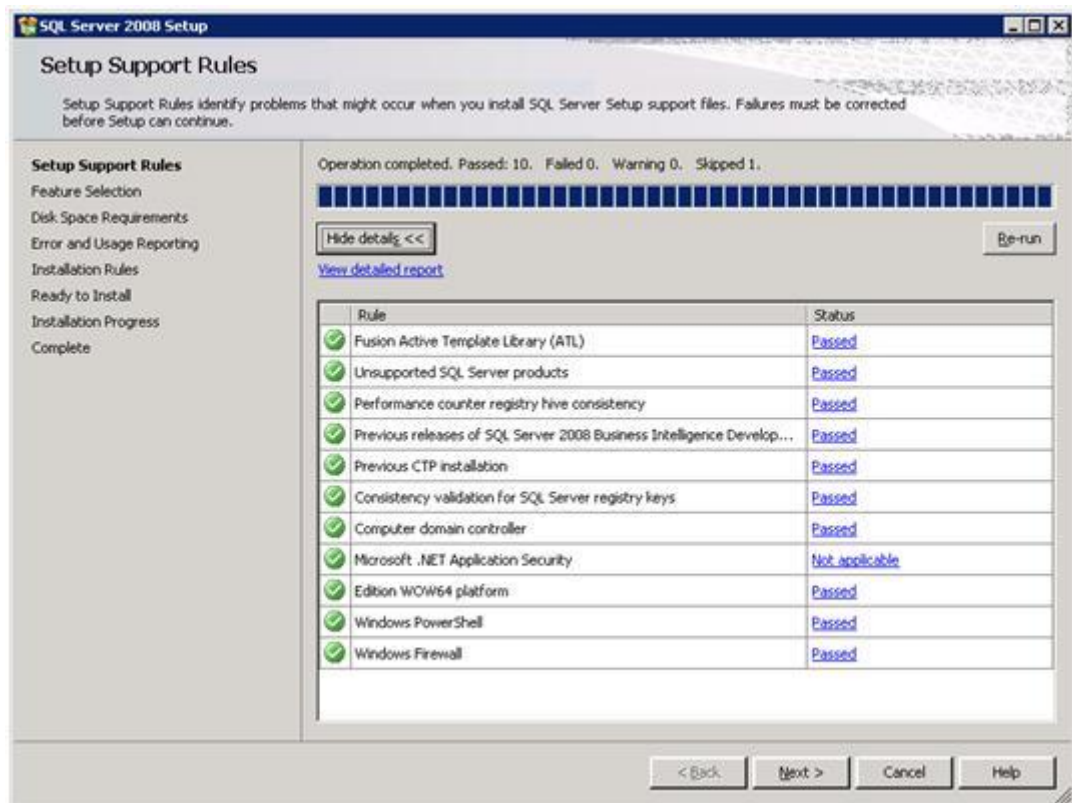 SQL Server 2008 Setup
Setup Support Rules
Setup Support Rules identify problems that might occur when you install SQL Server Setup support files. Failures must be corrected
before Setup can continue.
Setup Support Rules
Feature Selection
Disk Space Requirements
Error and Usage Reporting
Installation Rules
Ready to Install
Installation Progress
Complete
Operation completed. Passed: 10. Failed 0. Warning 0. Skipped 1.
Hide details <<
Re-run
View detailed report
Rule Status
Fusion Active Template Library (ATL) Passed
Unsupported SQL Server products Passed
Performance counter registry hive consistency Passed
Previous releases of SQL Server 2008 Business Intelligence Develop... Passed
Previous CTP installation Passed
Consistency validation for SQL Server registry keys Passed
Computer domain controller Passed
Microsoft .NET Application Security Not applicable
Edition WOW64 platform Passed
Windows PowerShell Passed
Windows Firewall Passed
< Back Next > Cancel Help